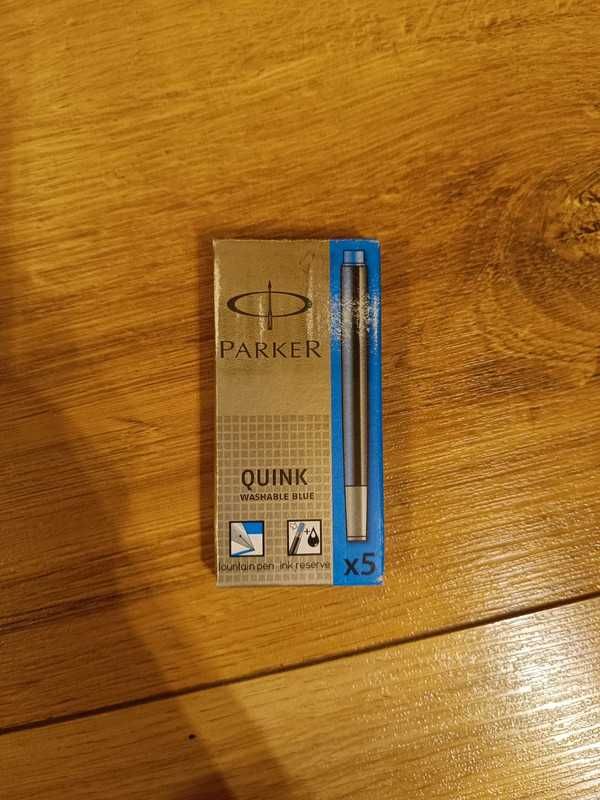 PARKER
QUINK
WASHABLE BLUE
fountain pen ink reserve
x5